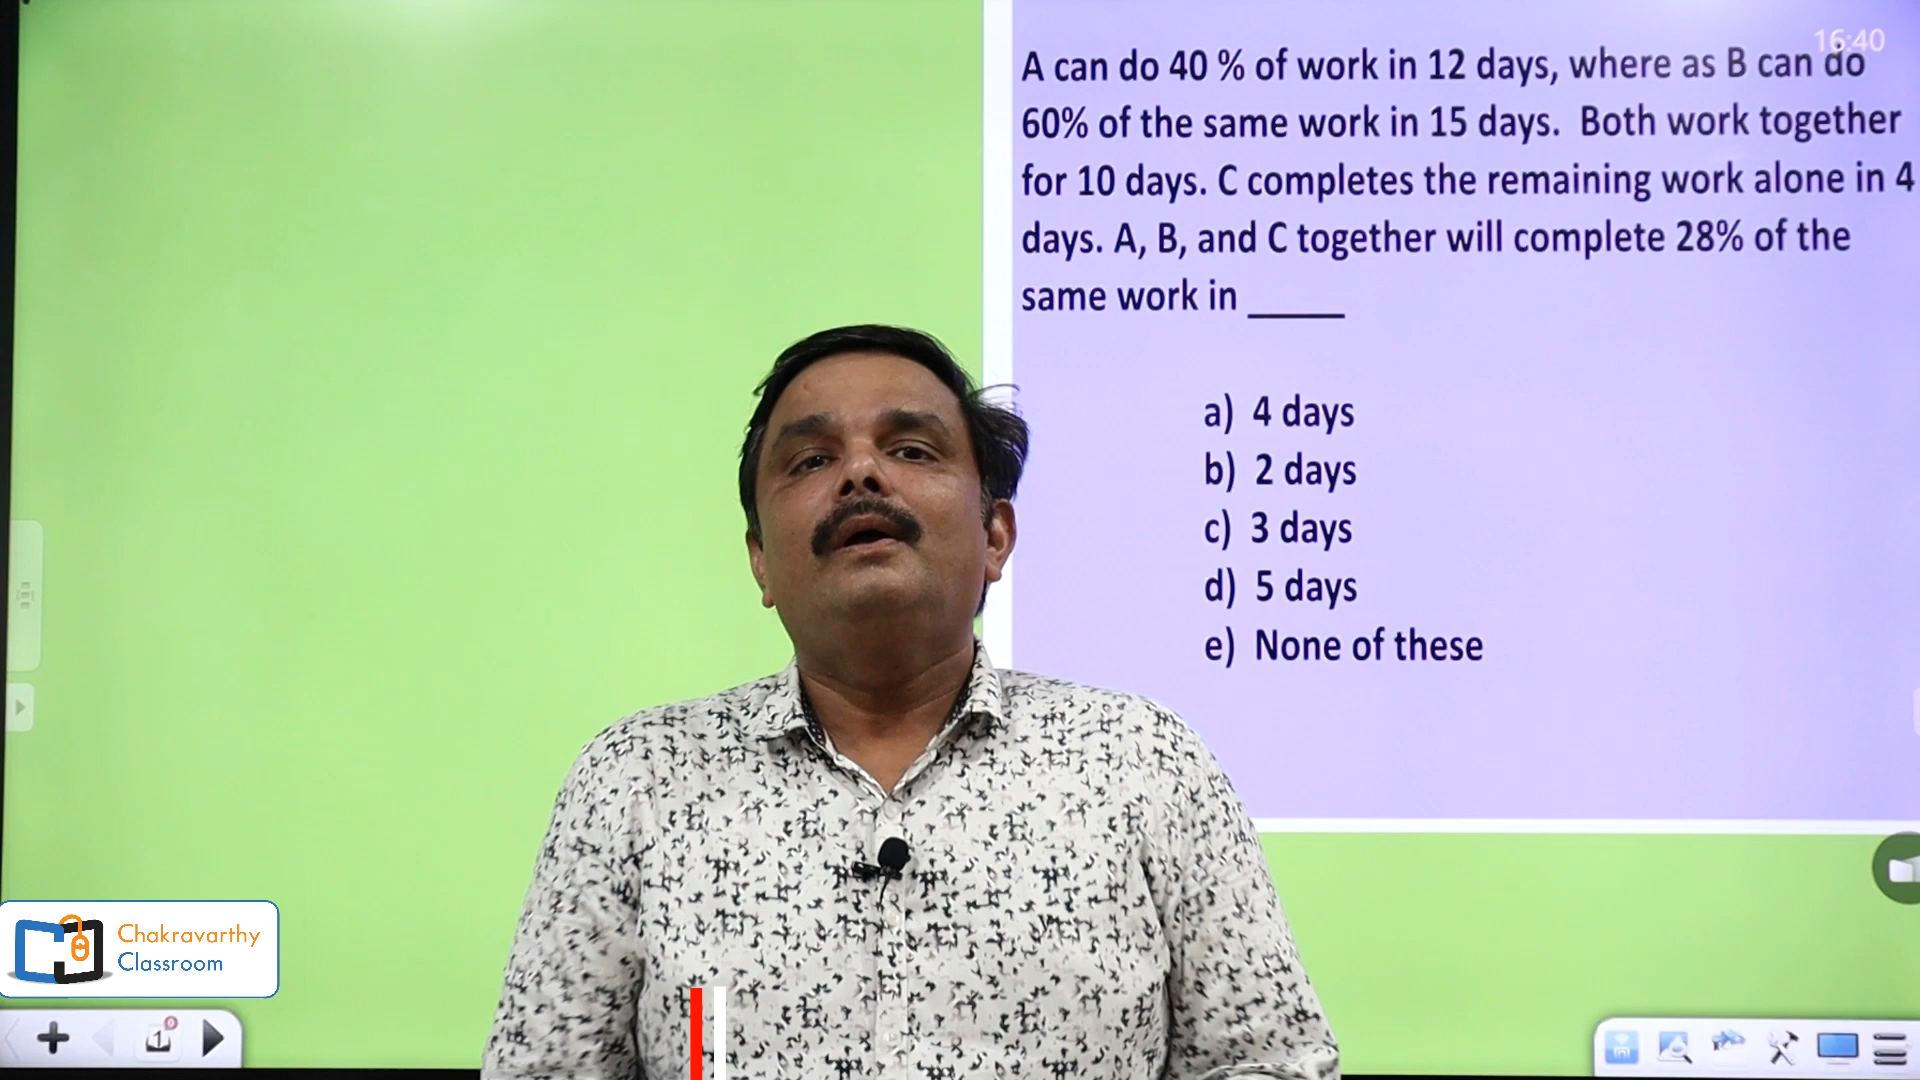 16:40
A can do 40 % of work in 12 days, where as B can do
60% of the same work in 15 days. Both work together
for 10 days. C completes the remaining work alone in 4
days. A, B, and C together will complete 28% of the
same work in _____
a) 4 days
b) 2 days
c) 3 days
d) 5 days
e) None of these
Chakravarthy
Classroom
1